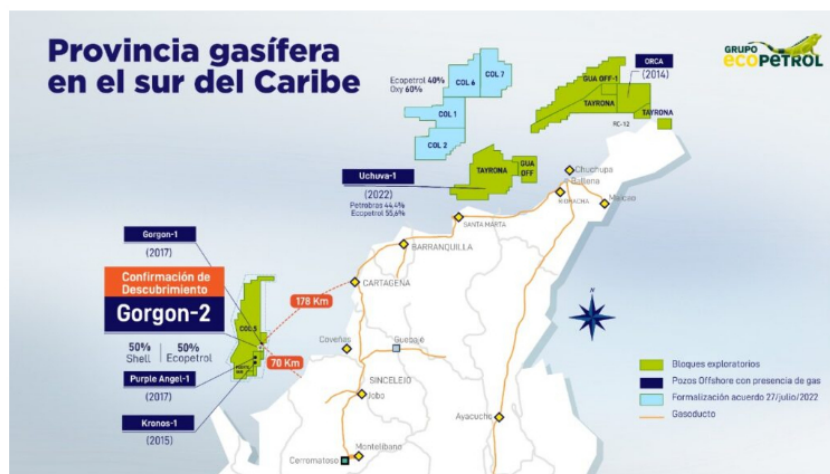 Provincia gasífera
en el sur del Caribe
GRUPO
ecoPETROL
Ecopetrol 40%
Oxy 60%
COL 6
COL 7
COL 1
COL 2
GUA OFF-1
TAYRONA
ORCA
(2014)
TAYRONA
RC-12
Uchuva-1
(2022)
Petrobras 44,4%
Ecopetrol 55,6%
TAYRONA
GUA
OFF
Chuchupa
Ballena
RIOHACHA
Maicao
SANTA MARTA
BARRANQUILLA
CARTAGENA
Gorgon-1
(2017)
Confirmación de
Descubrimiento
Gorgon-2
50%
Shell
50%
Ecopetrol
COL 5
178 Km
70 Km
Purple Angel-1
(2017)
Kronos-1
(2015)
Coveñas
Guepajé
SINCELEJO
Jobo
Ayacucho
Montelíbano
Cerromatoso
N
Bloques exploratorios
Pozos Offshore con presencia de gas
Formalización acuerdo 27/julio/2022
Gasoducto